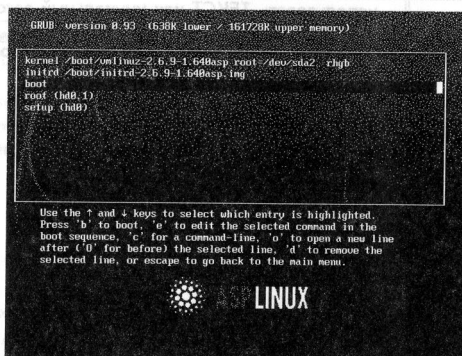 GRUB version 0.93 (638K lower / 161728K upper memory)
kernel /boot/vmlinuz-2.6.9-1.640asp root=/dev/sda2 rhgb
initrd /boot/initrd-2.6.9-1.640asp.img
boot
root (hd0,1)
setup (hd0)
Use the ↑ and ↓ keys to select which entry is highlighted.
Press 'b' to boot, 'e' to edit the selected command in the
boot sequence, 'c' for a command-line, 'o' to open a new line
after ('O' for before) the selected line, 'd' to remove the
selected line, or escape to go back to the main menu.
ASPLINUX